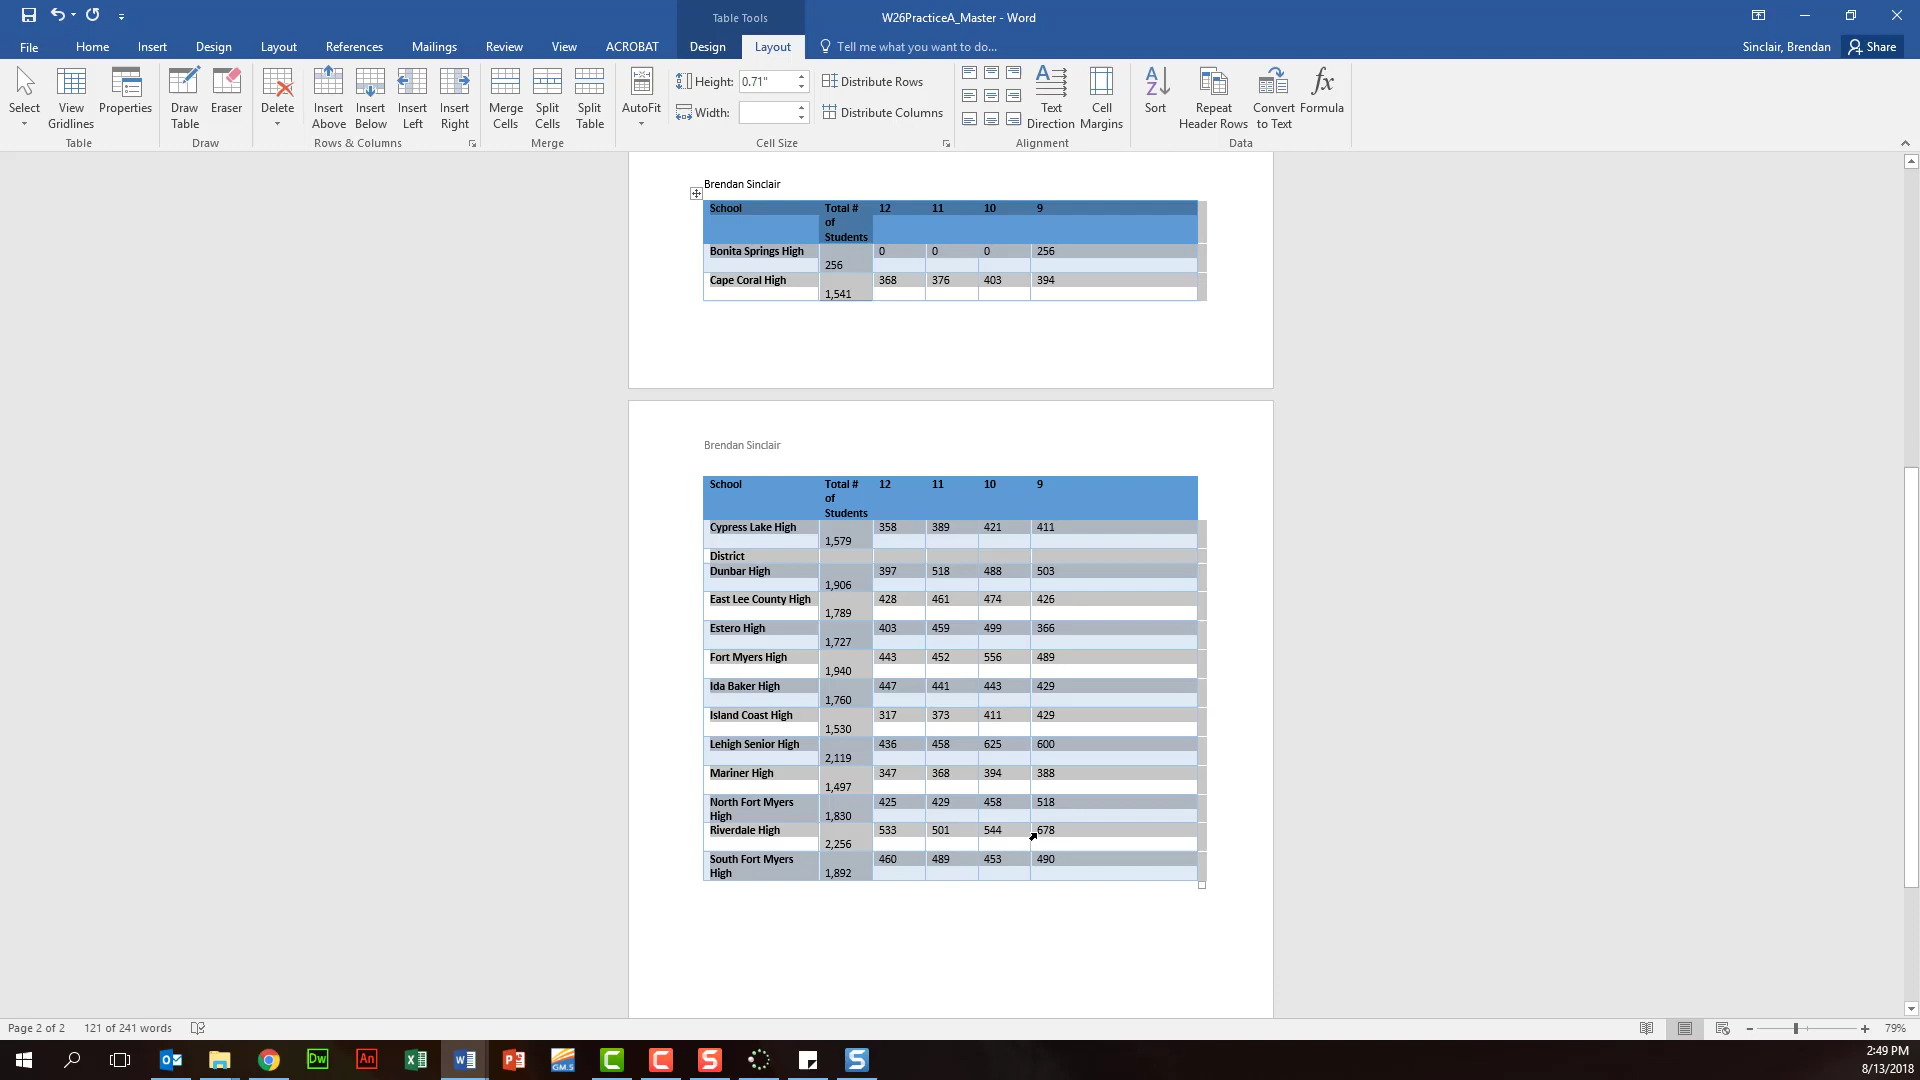 Table Tools
W26PracticeA_Master - Word
File Home Insert Design Layout References Mailings Review View ACROBAT Design Layout Tell me what you want to do... Sinclair, Brendan Share
Select
View Gridlines
Properties
Draw Table
Eraser
Delete
Insert Above
Insert Below
Insert Left
Insert Right
Merge Cells
Split Cells
Split Table
AutoFit
Height: 0.71"
Width:
Distribute Rows
Distribute Columns
Text Direction
Cell Margins
Sort
Repeat Header Rows
Convert to Text
Formula
Table Draw Rows & Columns Merge Cell Size Alignment Data
Brendan Sinclair
School Total # of Students 12 11 10 9
Bonita Springs High 256 0 0 0 256
Cape Coral High 1,541 368 376 403 394
Brendan Sinclair
School Total # of Students 12 11 10 9
Cypress Lake High 1,579 358 389 421 411
District
Dunbar High 1,906 397 518 488 503
East Lee County High 1,789 428 461 474 426
Estero High 1,727 403 459 499 366
Fort Myers High 1,940 443 452 556 489
Ida Baker High 1,760 447 441 443 429
Island Coast High 1,530 317 373 411 429
Lehigh Senior High 2,119 436 458 625 600
Mariner High 1,497 347 368 394 388
North Fort Myers High 1,830 425 429 458 518
Riverdale High 2,256 533 501 544 678
South Fort Myers High 1,892 460 489 453 490
Page 2 of 2 121 of 241 words 79%
2:49 PM
8/13/2018